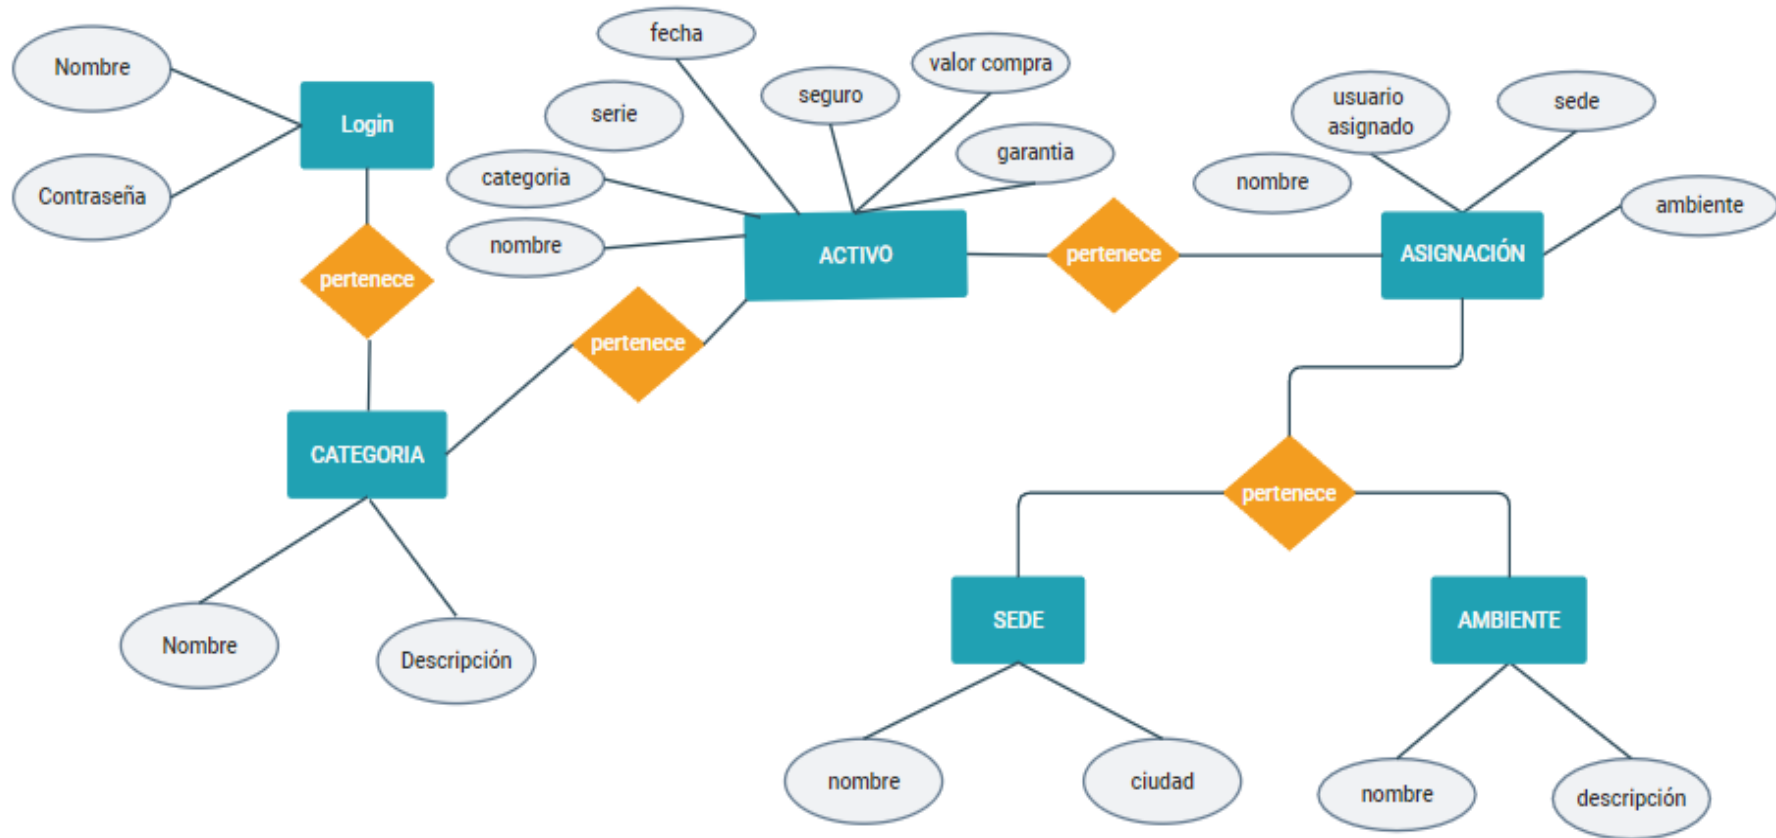 fecha
valor compra
Nombre
Login
seguro
serie
usuario
asignado
sede
garantia
categoria
nombre
Contraseña
ambiente
nombre
ACTIVO
pertenece
ASIGNACIÓN
pertenece
pertenece
CATEGORIA
pertenece
SEDE
AMBIENTE
Nombre
Descripción
nombre
ciudad
nombre
descripción